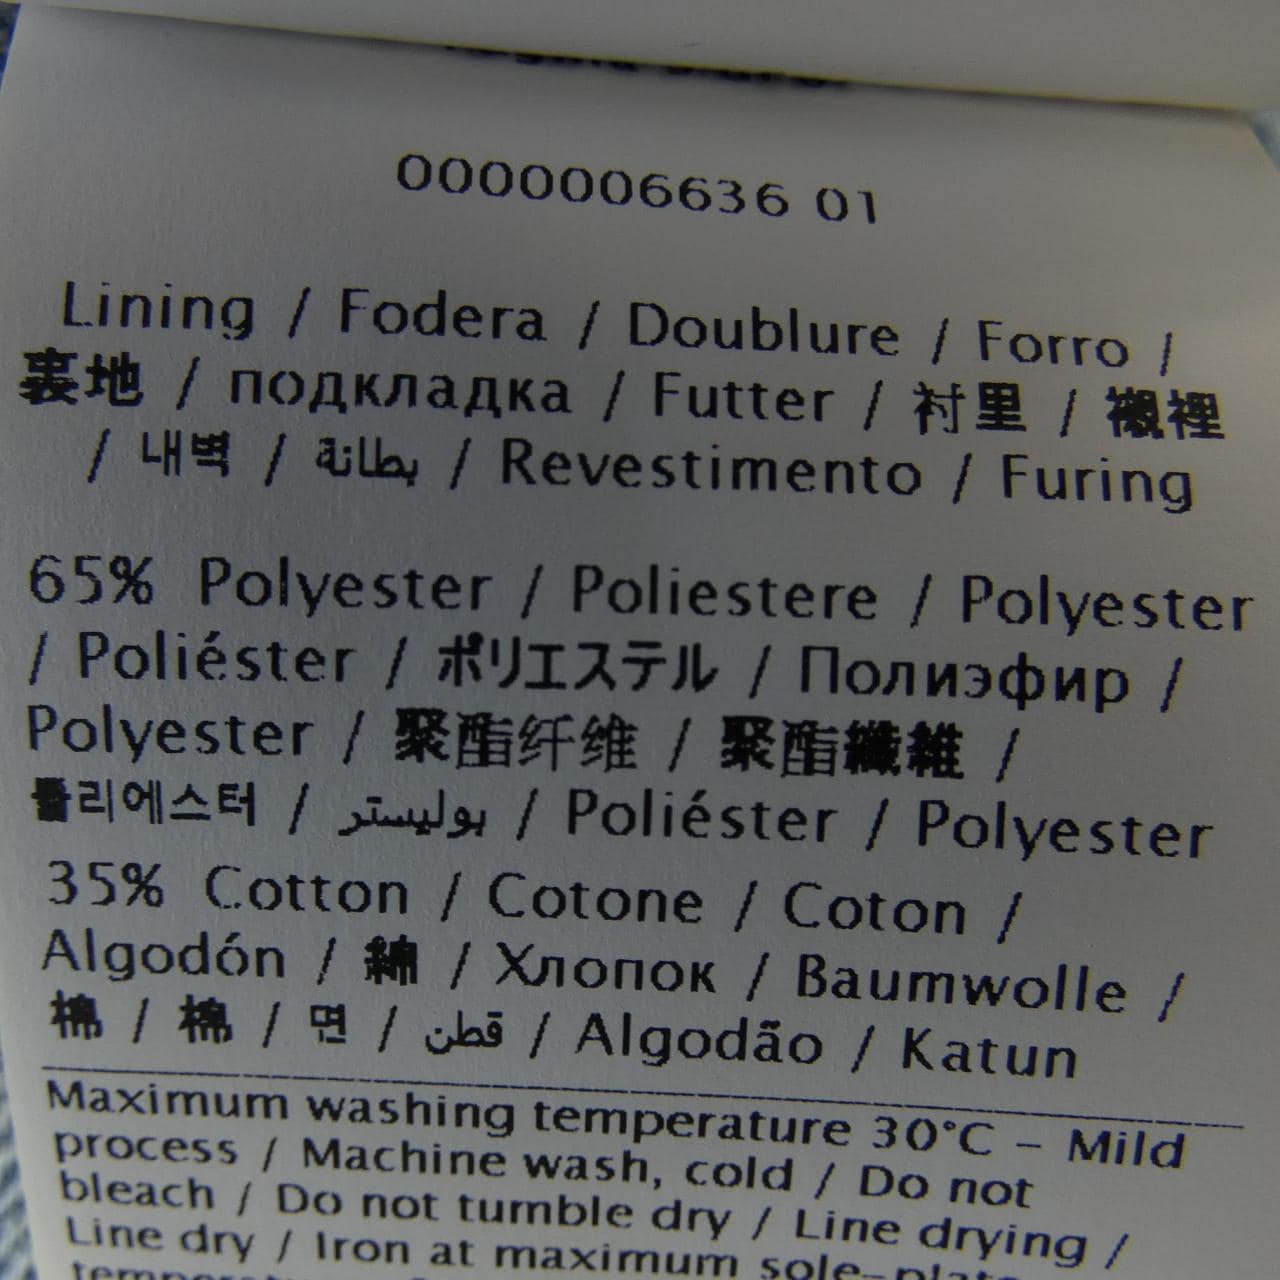 0000006636 01
Lining / Fodera / Doublure / Forro /
裏地 / подкладка / Futter / 衬里 / 襯裡
/ 내벽 / بطانة / Revestimento / Furing
65% Polyester / Poliestere / Polyester
/ Poliéster / ポリエステル / Полиэфир /
Polyester / 聚酯纤维 / 聚酯纖維 /
폴리에스터 / بوليستر / Poliéster / Polyester
35% Cotton / Cotone / Coton /
Algodón / 綿 / Хлопок / Baumwolle /
棉 / 棉 / 면 / قطن / Algodão / Katun
Maximum washing temperature 30°C – Mild
process / Machine wash, cold / Do not
bleach / Do not tumble dry / Line drying /
Line dry / Iron at maximum sole-plate